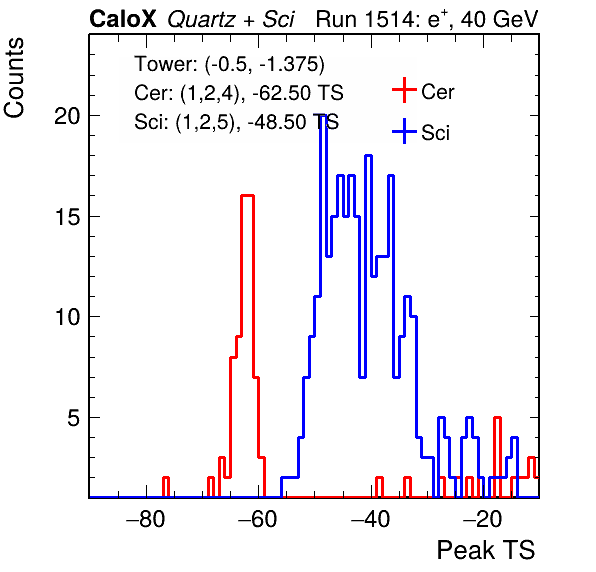 CaloX Quartz + Sci Run 1514: e⁺, 40 GeV
Counts
Tower: (-0.5, -1.375)
Cer: (1,2,4), -62.50 TS
Sci: (1,2,5), -48.50 TS
Cer
Sci
20
15
10
5
−80 −60 −40 −20
Peak TS